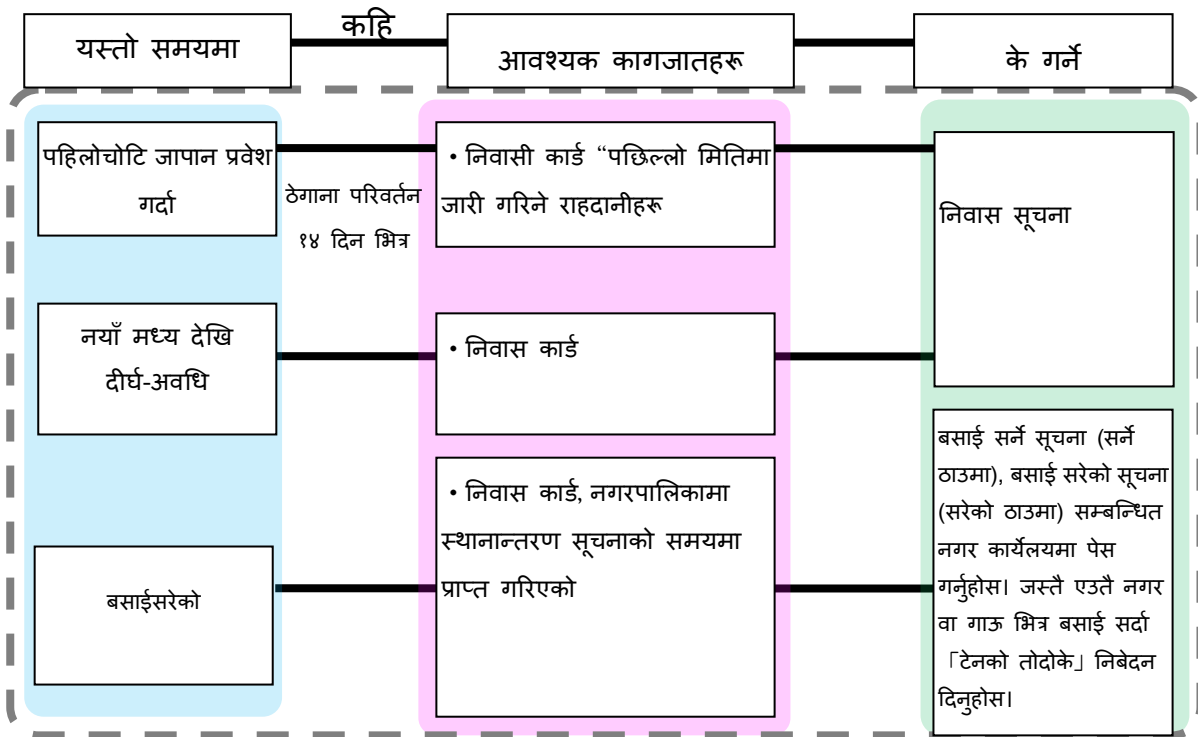 यस्तो समयमा
कहि
आवश्यक कागजातहरू
के गर्ने
पहिलोचोटि जापान प्रवेश
गर्दा
ठेगाना परिवर्तन
१४ दिन भित्र
• निवासी कार्ड “पछिल्लो मितिमा
जारी गरिने राहदानीहरू
निवास सूचना
नयाँ मध्य देखि
दीर्घ-अवधि
• निवास कार्ड
बसाईसरेको
• निवास कार्ड, नगरपालिकामा
स्थानान्तरण सूचनाको समयमा
प्राप्त गरिएको
बसाई सर्ने सूचना (सर्ने
ठाउमा), बसाई सरेको सूचना
(सरेको ठाउमा) सम्बन्धित
नगर कार्येलयमा पेस
गर्नुहोस। जस्तै एउतै नगर
वा गाऊ भित्र बसाई सर्दा
「टेनको तोदोके」 निबेदन
दिनुहोस।